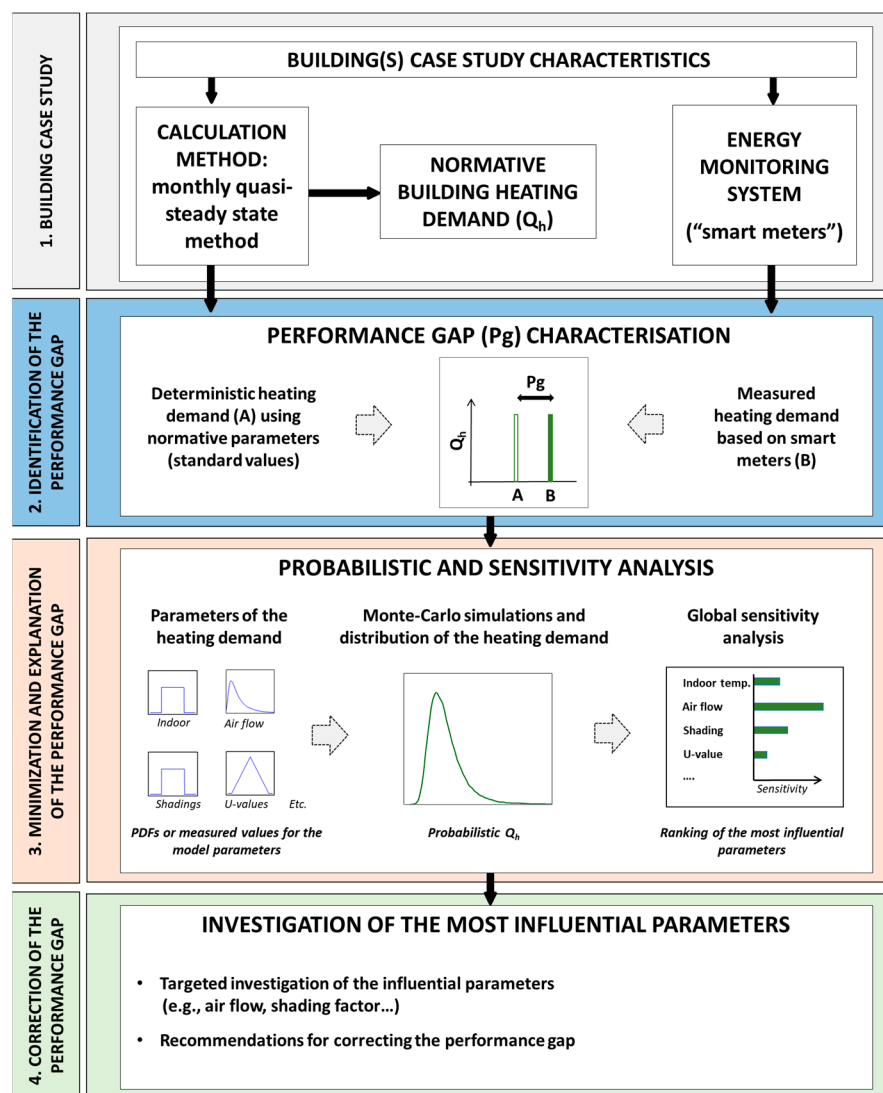 1. BUILDING CASE STUDY
BUILDING(S) CASE STUDY CHARACTERTISTICS
CALCULATION
METHOD:
monthly quasi-
steady state
method
NORMATIVE
BUILDING HEATING
DEMAND (Qh)
ENERGY
MONITORING
SYSTEM
(“smart meters”)
2. IDENTIFICATION OF THE
PERFORMANCE GAP
PERFORMANCE GAP (Pg) CHARACTERISATION
Deterministic heating
demand (A) using
normative parameters
(standard values)
Pg
Qh
A B
Measured
heating demand
based on smart
meters (B)
3. MINIMIZATION AND EXPLANATION
OF THE PERFORMANCE GAP
PROBABILISTIC AND SENSITIVITY ANALYSIS
Parameters of the
heating demand
Indoor
Air flow
Shadings
U-values
Etc.
PDFs or measured values for the
model parameters
Monte-Carlo simulations and
distribution of the heating demand
Probabilistic Qh
Global sensitivity
analysis
Indoor temp.
Air flow
Shading
U-value
....
Sensitivity
Ranking of the most influential
parameters
4. CORRECTION OF THE
PERFORMANCE GAP
INVESTIGATION OF THE MOST INFLUENTIAL PARAMETERS
• Targeted investigation of the influential parameters
(e.g., air flow, shading factor…)
• Recommendations for correcting the performance gap